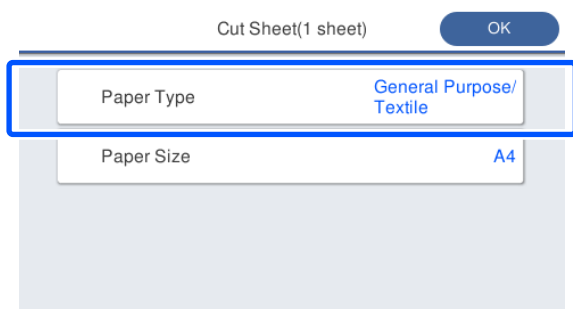 Cut Sheet(1 sheet)
OK
Paper Type
General Purpose/
Textile
Paper Size
A4